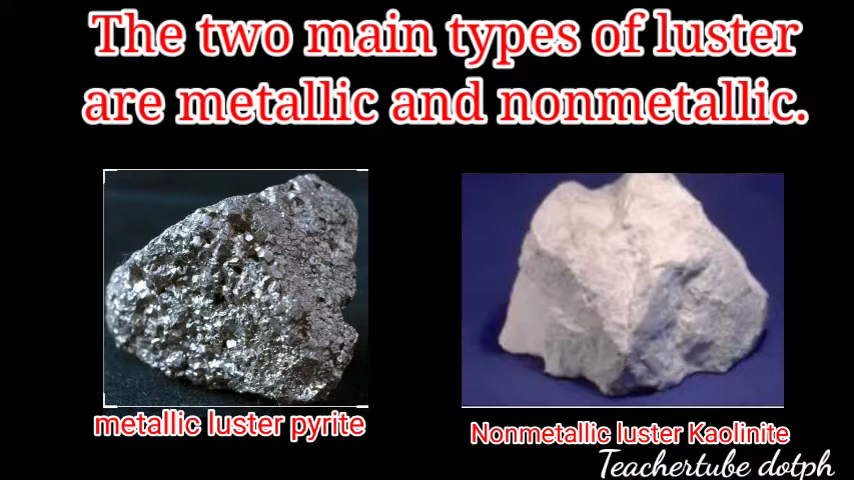 The two main types of luster
are metallic and nonmetallic.
metallic luster pyrite
Nonmetallic luster Kaolinite
Teachertube dotph